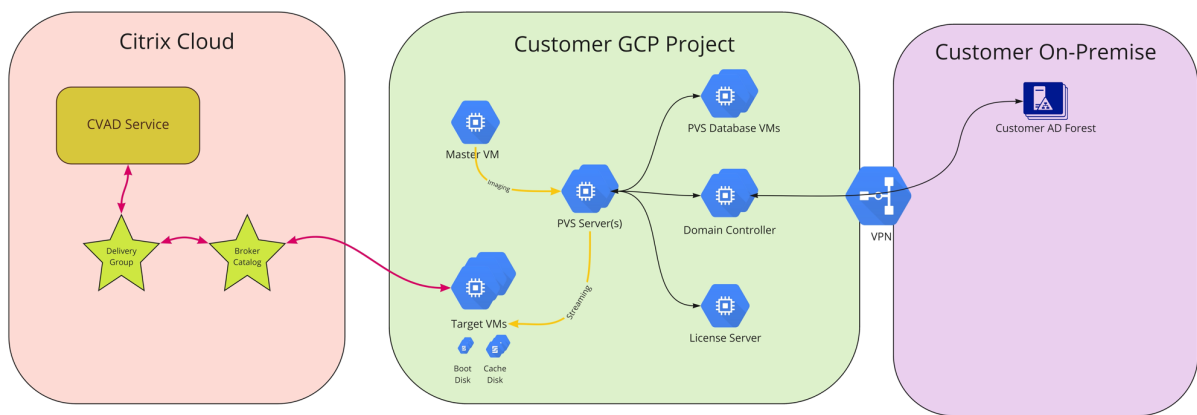 Citrix Cloud
CVAD Service
Delivery
Group
Broker
Catalog
Customer GCP Project
Master VM
Imaging
PVS Server(s)
Streaming
Target VMs
Boot
Disk
Cache
Disk
PVS Database VMs
Domain Controller
License Server
VPN
Customer On-Premise
Customer AD Forest